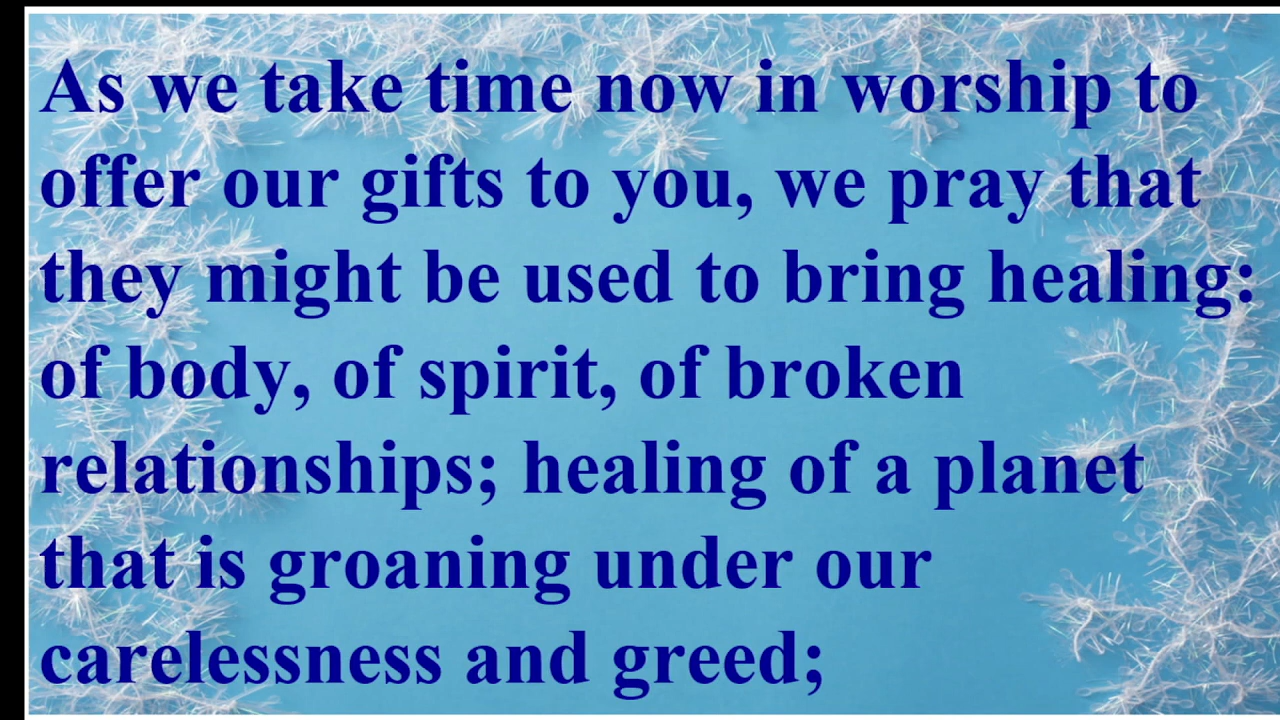 As we take time now in worship to
offer our gifts to you, we pray that
they might be used to bring healing:
of body, of spirit, of broken
relationships; healing of a planet
that is groaning under our
carelessness and greed;